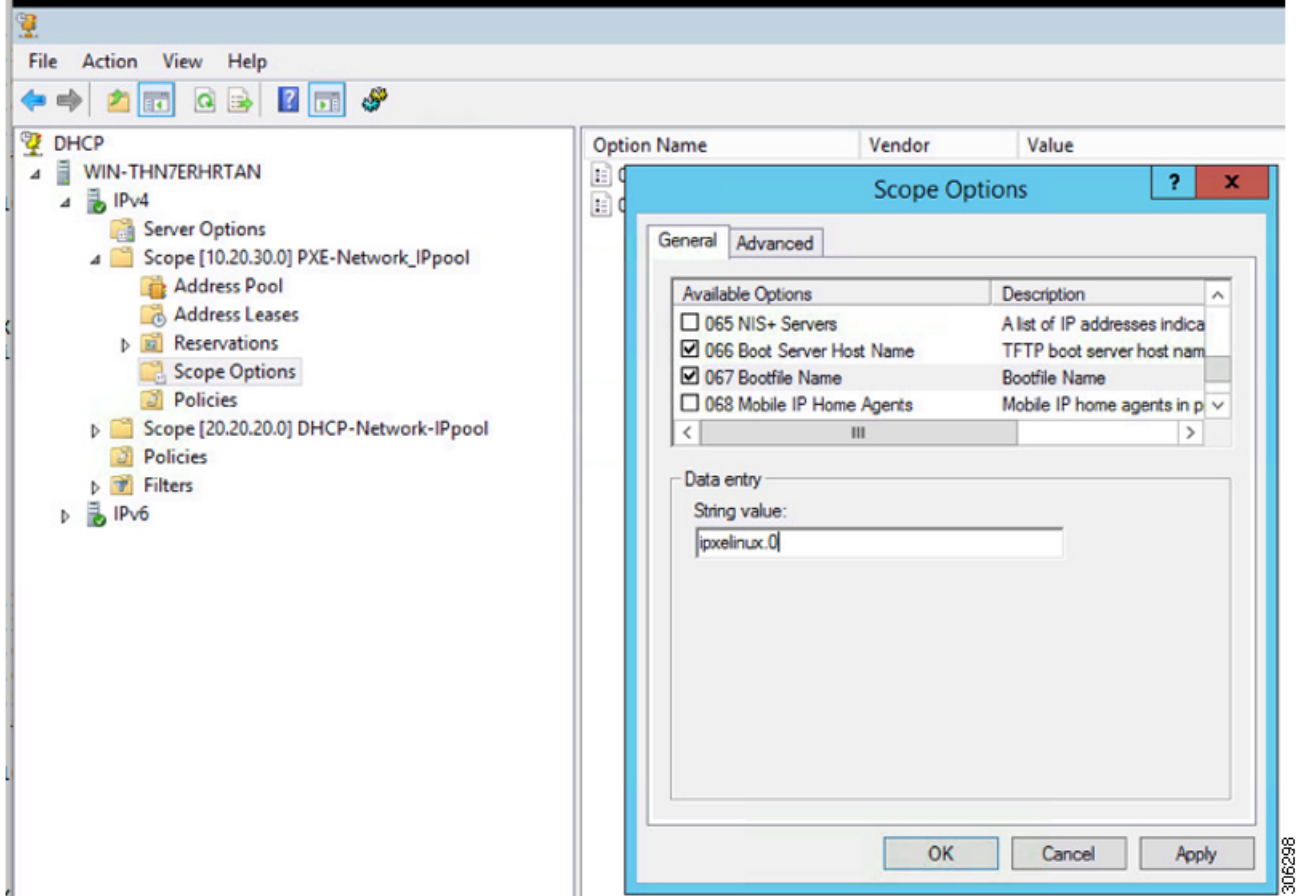 File Action View Help
DHCP
WIN-THN7ERHRTAN
IPv4
Server Options
Scope [10.20.30.0] PXE-Network_IPpool
Address Pool
Address Leases
Reservations
Scope Options
Policies
Scope [20.20.20.0] DHCP-Network-IPpool
Policies
Filters
IPv6
Option Name Vendor Value
Scope Options
General Advanced
Available Options Description
065 NIS+ Servers A list of IP addresses indica
066 Boot Server Host Name TFTP boot server host nam
067 Bootfile Name Bootfile Name
068 Mobile IP Home Agents Mobile IP home agents in p
Data entry
String value:
ipxelinux.0
OK Cancel Apply
306298